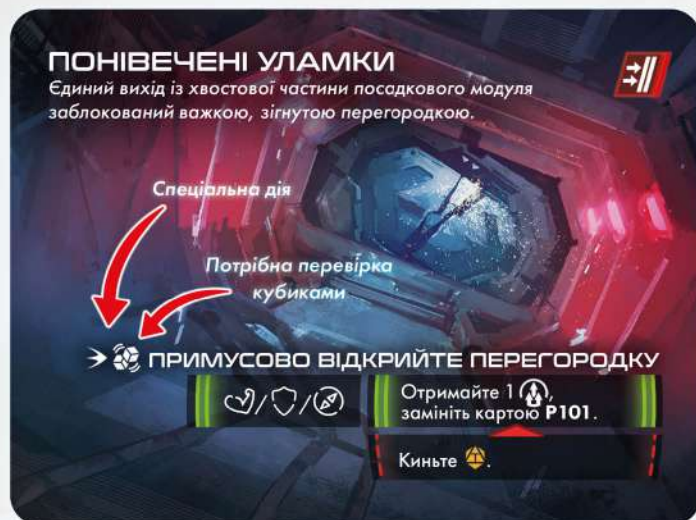 ПОНІВЕЧЕНІ УЛАМКИ
Єдиний вихід із хвостової частини посадкового модуля
заблокований важкою, зігнутою перегородкою.
Спеціальна дія
Потрібна перевірка
кубиками
ПРИМУСОВО ВІДКРИЙТЕ ПЕРЕГОРОДКУ
/ /
Отримайте 1 ,
замініть картою P101.
Киньте .